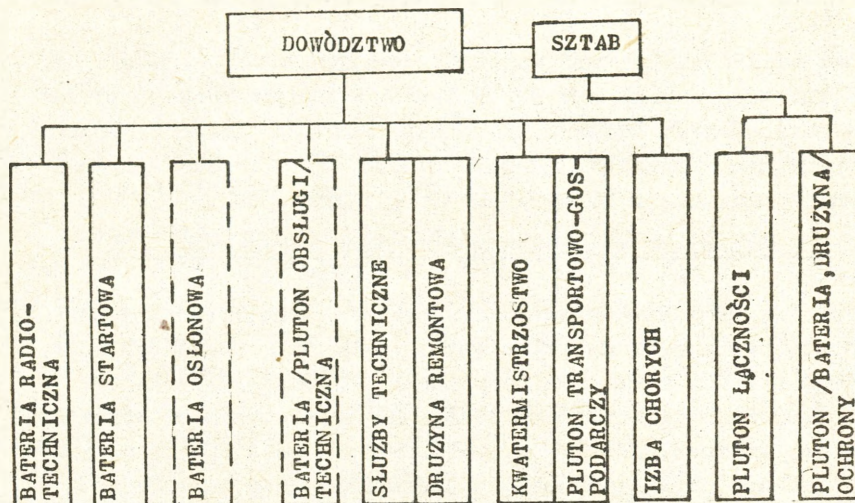 DOWÓDZTWO
SZTAB
BATERIA RADIO-
TECHNICZNA
BATERIA STARTOWA
BATERIA OSŁONOWA
BATERIA /PLUTON OBSŁUGI/
TECHNICZNA
SŁUŻBY TECHNICZNE
DRUŻYNA REMONTOWA
KWATERMISTRZOSTWO
PLUTON TRANSPORTOWO-GOS-
PODARCZY
IZBA CHORYCH
PLUTON ŁĄCZNOŚCI
PLUTON /BATERIA,DRUŻYNA/
OCHRONY